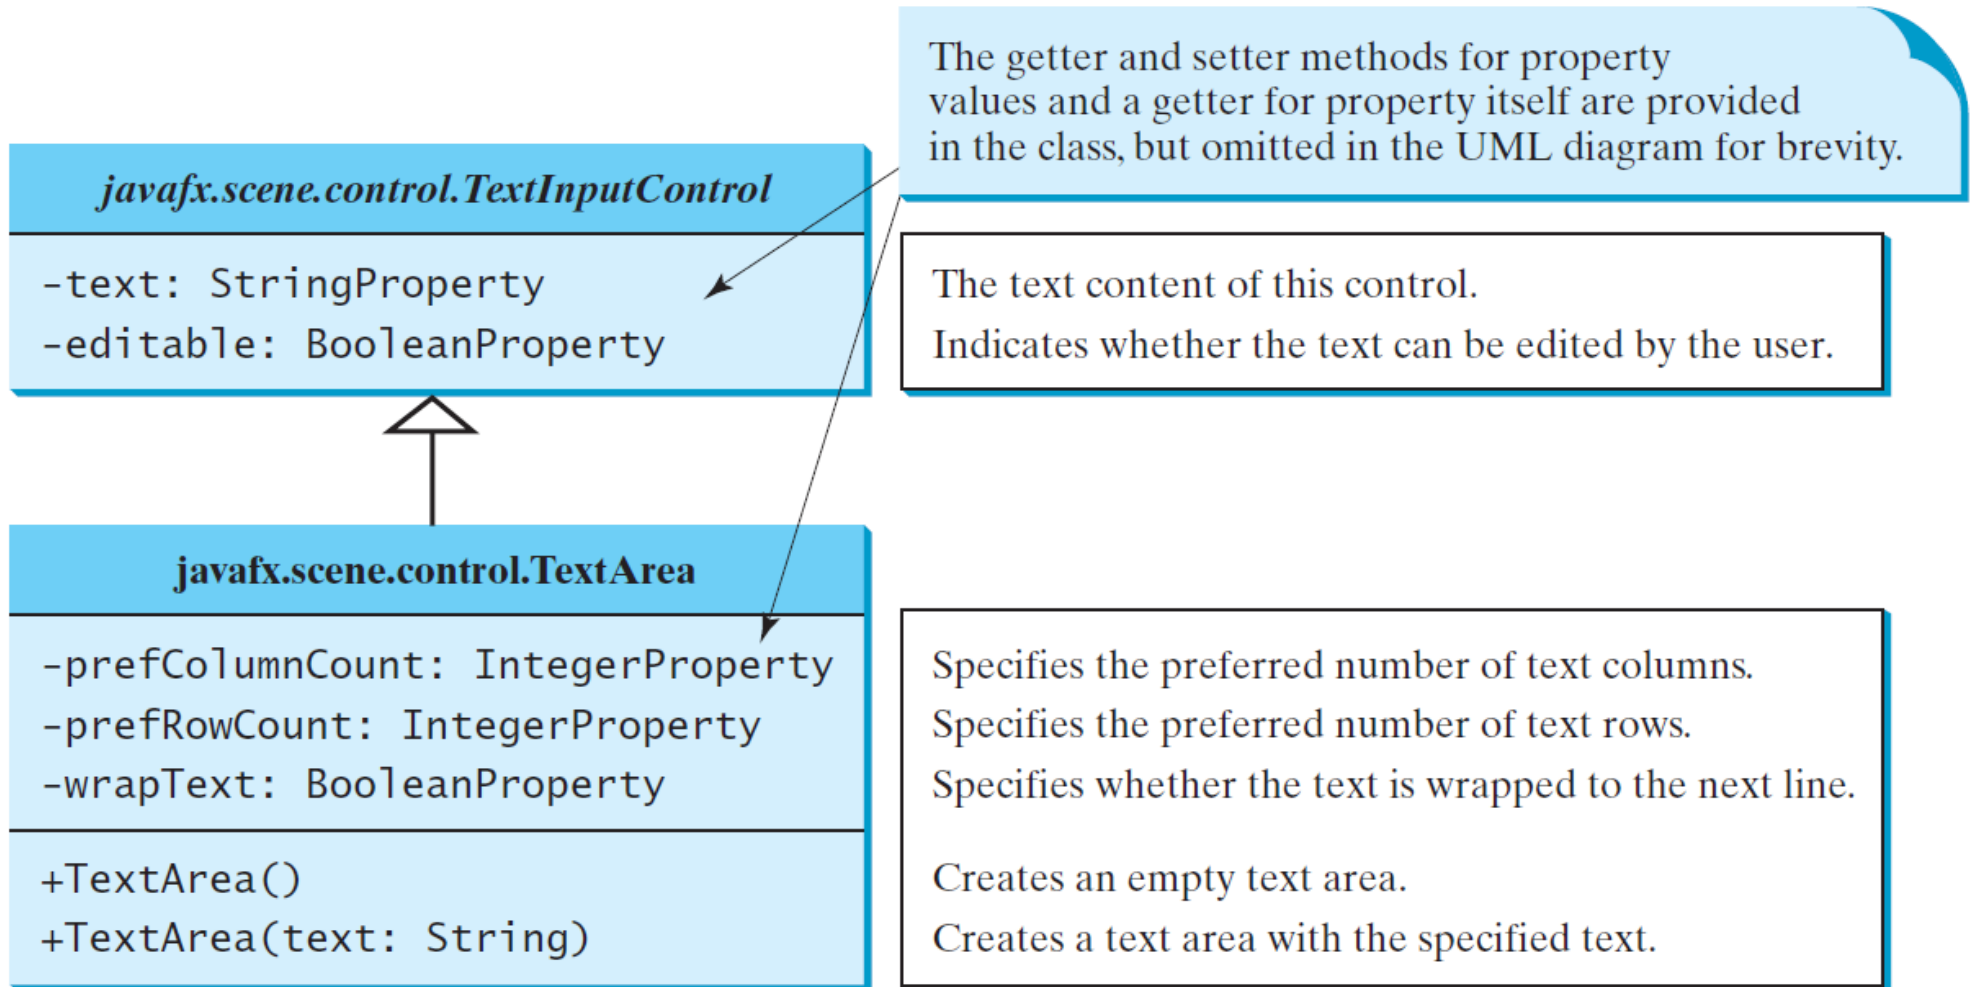 The getter and setter methods for property
values and a getter for property itself are provided
in the class, but omitted in the UML diagram for brevity.
javafx.scene.control.TextInputControl
-text: StringProperty
-editable: BooleanProperty
The text content of this control.
Indicates whether the text can be edited by the user.
javafx.scene.control.TextArea
-prefColumnCount: IntegerProperty
-prefRowCount: IntegerProperty
-wrapText: BooleanProperty
+TextArea()
+TextArea(text: String)
Specifies the preferred number of text columns.
Specifies the preferred number of text rows.
Specifies whether the text is wrapped to the next line.
Creates an empty text area.
Creates a text area with the specified text.